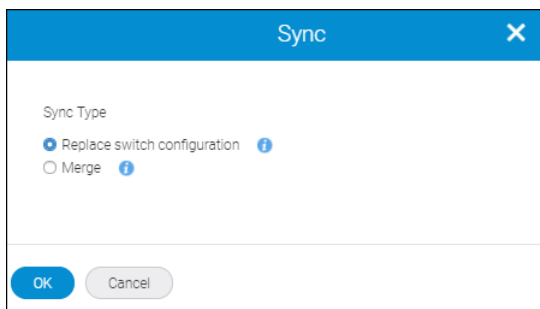 Sync
Sync Type
Replace switch configuration
Merge
OK
Cancel